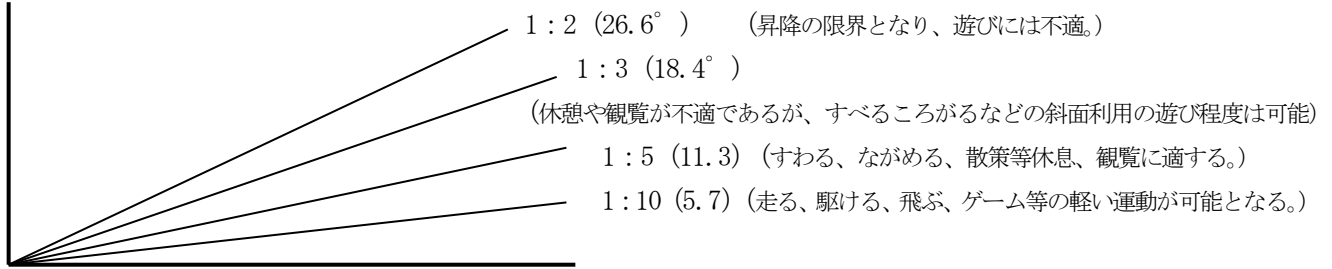 1：2（26.6°） （昇降の限界となり、遊びには不適。）
1：3（18.4°）
（休憩や観覧が不適であるが、すべるころがるなどの斜面利用の遊び程度は可能）
1：5（11.3）（すわる、ながめる、散策等休息、観覧に適する。）
1：10（5.7）（走る、駆ける、飛ぶ、ゲーム等の軽い運動が可能となる。）